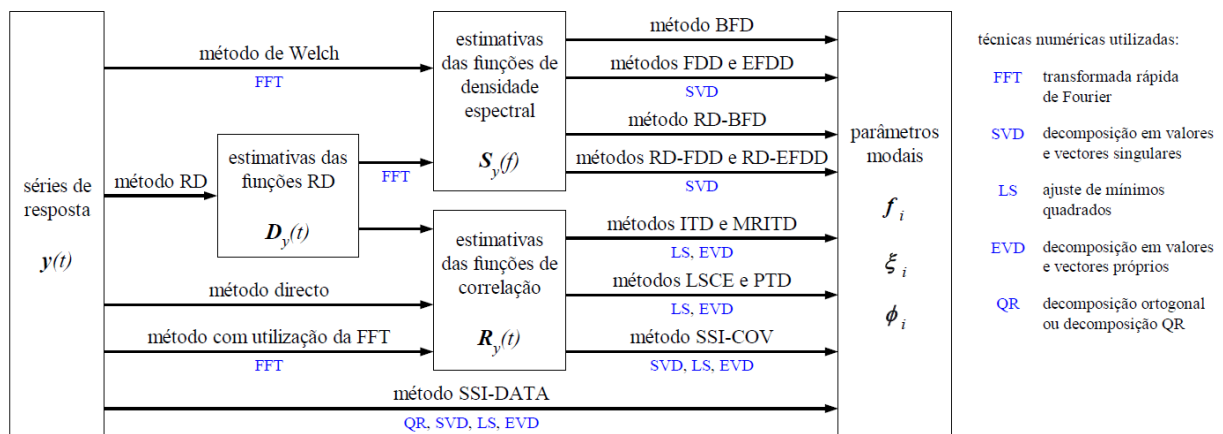 séries de
resposta
y(t)
método de Welch
FFT
método RD
estimativas das
funções RD
D_y(t)
FFT
método directo
método com utilização da FFT
FFT
método SSI-DATA
QR, SVD, LS, EVD
estimativas
das funções de
densidade
espectral
S_y(f)
estimativas
das funções de
correlação
R_y(t)
método BFD
métodos FDD e EFDD
SVD
método RD-BFD
métodos RD-FDD e RD-EFDD
SVD
métodos ITD e MRITD
LS, EVD
métodos LSCE e PTD
LS, EVD
método SSI-COV
SVD, LS, EVD
parâmetros
modais
f_i
ξ_i
ϕ_i
técnicas numéricas utilizadas:
FFT transformada rápida
de Fourier
SVD decomposição em valores
e vectores singulares
LS ajuste de mínimos
quadrados
EVD decomposição em valores
e vectores próprios
QR decomposição ortogonal
ou decomposição QR